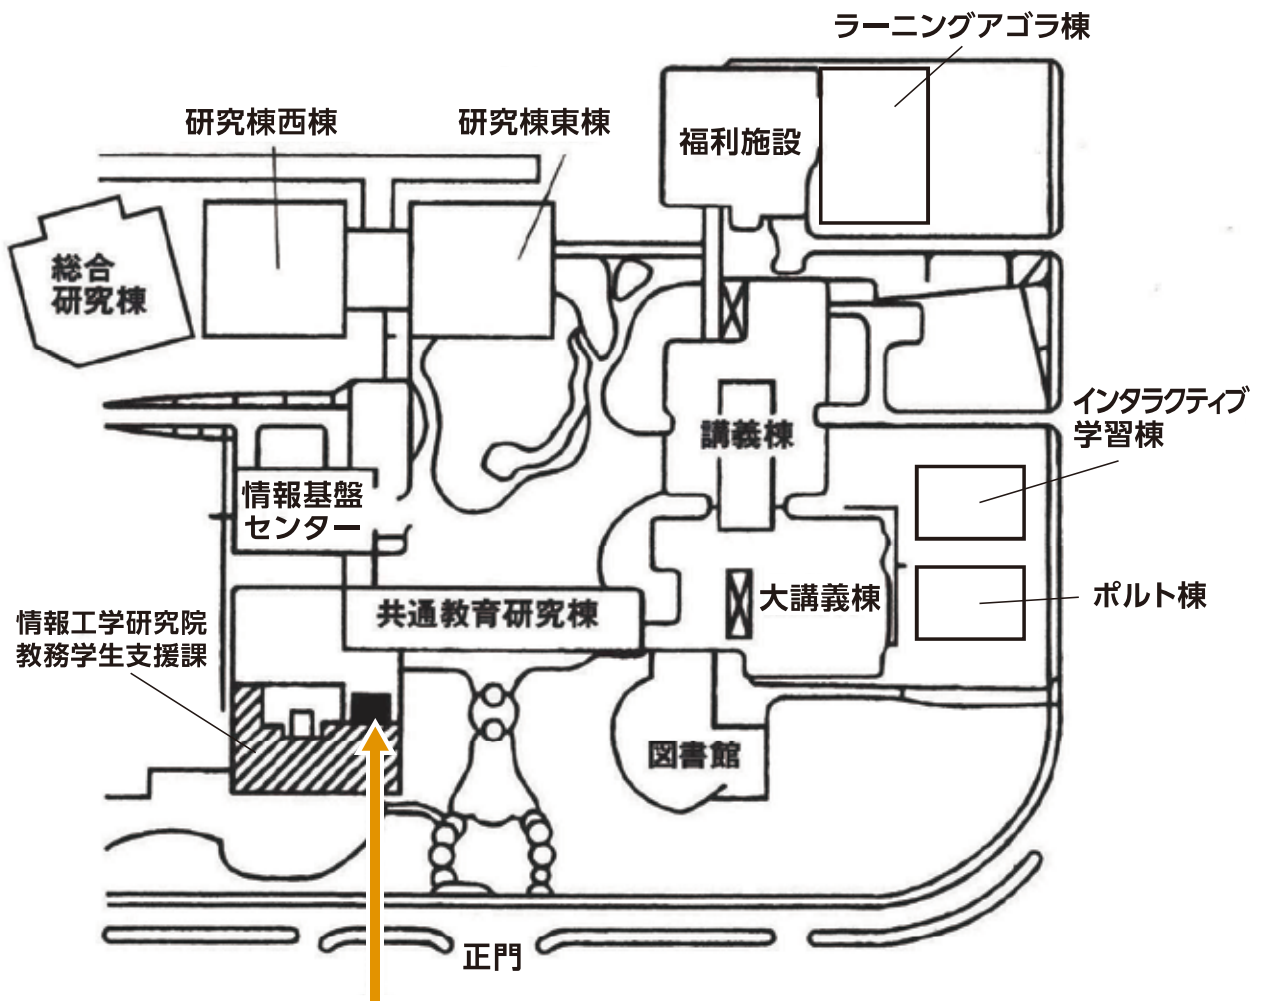 ラーニングアゴラ棟
研究棟西棟
研究棟東棟
福利施設
総合
研究棟
インタラクティブ
学習棟
講義棟
情報基盤
センター
大講義棟
ポルト棟
共通教育研究棟
情報工学研究院
教務学生支援課
図書館
正門